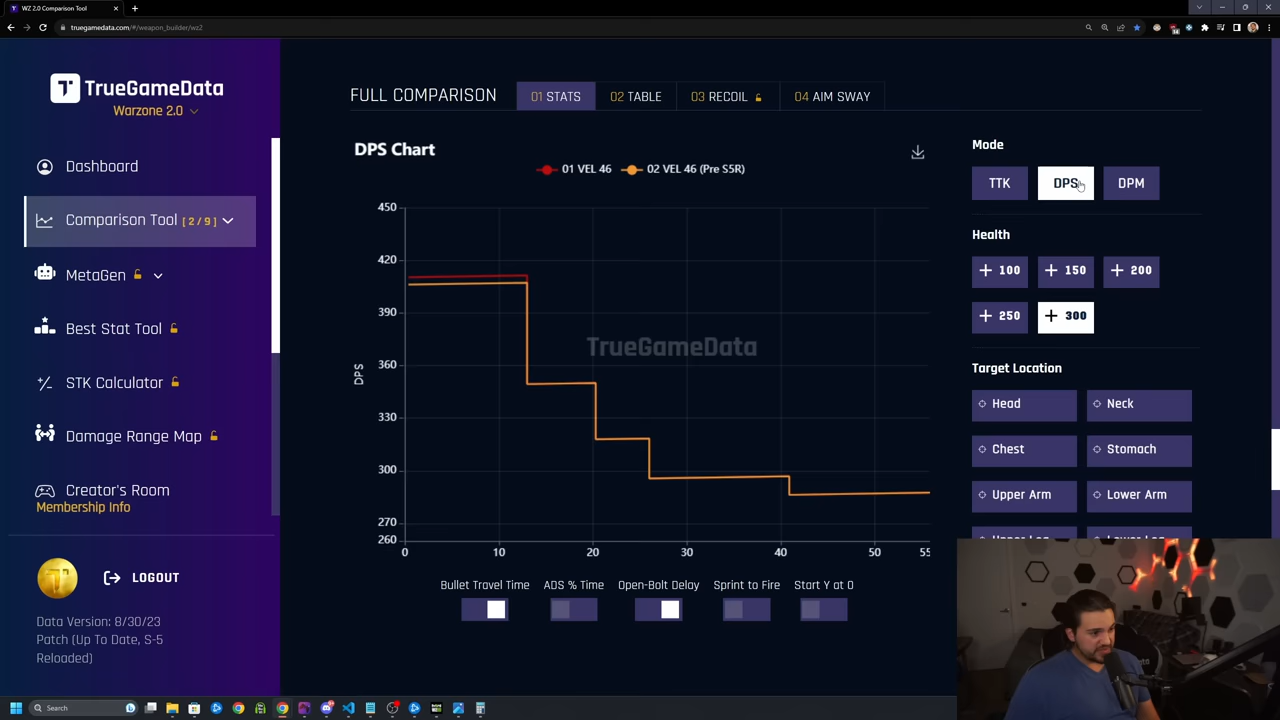 WZ 2.0 Comparison Tool
truegamedata.com/#/weapon_builder/wz2
TrueGameData
Warzone 2.0
Dashboard
Comparison Tool [ 2 / 9 ]
MetaGen
Best Stat Tool
STK Calculator
Damage Range Map
Creator's Room
Membership Info
LOGOUT
Data Version: 8/30/23
Patch (Up To Date, S-5
Reloaded)
FULL COMPARISON
01 STATS
02 TABLE
03 RECOIL
04 AIM SWAY
DPS Chart
01 VEL 46
02 VEL 46 (Pre S5R)
450
420
390
360
330
300
270
260
DPS
TrueGameData
0
10
20
30
40
50
55
Bullet Travel Time
ADS % Time
Open-Bolt Delay
Sprint to Fire
Start Y at 0
Mode
TTK
DPS
DPM
Health
+ 100
+ 150
+ 200
+ 250
+ 300
Target Location
Head
Neck
Chest
Stomach
Upper Arm
Lower Arm
Search